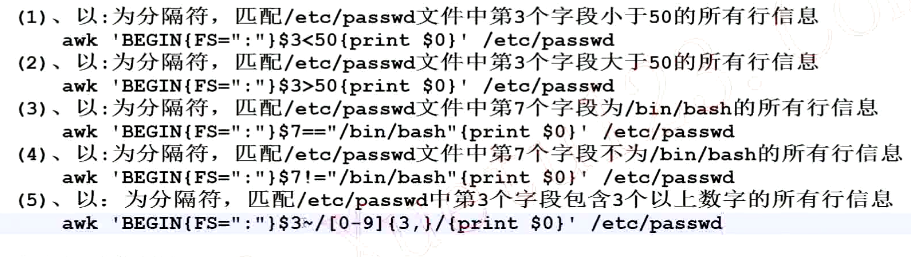 (1)、以:为分隔符，匹配/etc/passwd文件中第3个字段小于50的所有行信息
awk 'BEGIN{FS=":"}$3<50{print $0}' /etc/passwd
(2)、以:为分隔符，匹配/etc/passwd文件中第3个字段大于50的所有行信息
awk 'BEGIN{FS=":"}$3>50{print $0}' /etc/passwd
(3)、以:为分隔符，匹配/etc/passwd文件中第7个字段为/bin/bash的所有行信息
awk 'BEGIN{FS=":"}$7=="/bin/bash"{print $0}' /etc/passwd
(4)、以:为分隔符，匹配/etc/passwd文件中第7个字段不为/bin/bash的所有行信息
awk 'BEGIN{FS=":"}$7!="/bin/bash"{print $0}' /etc/passwd
(5)、以：为分隔符，匹配/etc/passwd中第3个字段包含3个以上数字的所有行信息
awk 'BEGIN{FS=":"}$3~/[0-9]{3,}/{print $0}' /etc/passwd